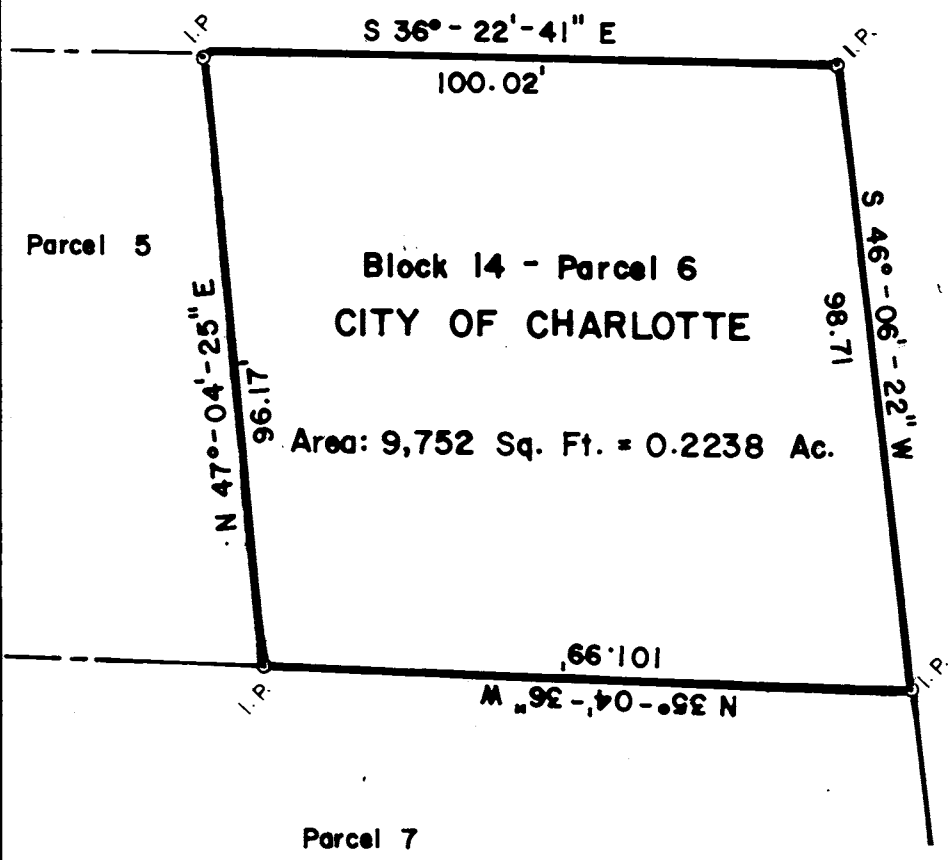 I.P
S 36°-22'-41" E
I.P.
100.02'
Parcel 5
Block 14 - Parcel 6
CITY OF CHARLOTTE
Area: 9,752 Sq. Ft. = 0.2238 Ac.
N 47°-04'-25" E
96.17'
S 46°-06'-22" W
98.71
101.99'
N 35°-04'-36" W
I.P.
I.P.
Parcel 7